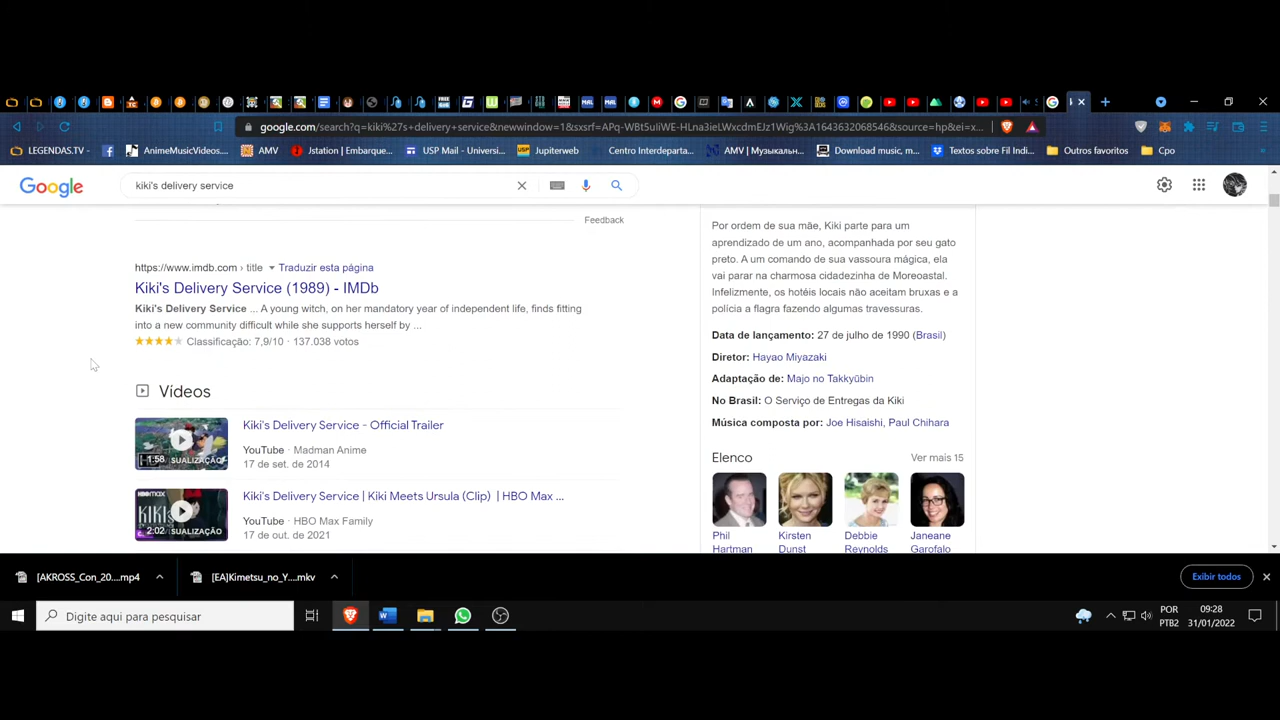 google.com/search?q=kiki%27s+delivery+service&newwindow=1&sxsrf=APq-WBt5uIiWE-HLna3ieLWxcdmEJz1Wig%3A1643632068546&source=hp&ei=x...
LEGENDAS.TV -
AnimeMusicVideos....
AMV
Jstation | Embarque...
USP Mail - Universi...
Jupiterweb
Centro Interdeparta...
AMV | Музыкальн...
Download music, m...
Textos sobre Fil Indi...
Outros favoritos
Cpo
Google
kiki's delivery service
Feedback
https://www.imdb.com › title
Traduzir esta página
Kiki's Delivery Service (1989) - IMDb
Kiki's Delivery Service ... A young witch, on her mandatory year of independent life, finds fitting
into a new community difficult while she supports herself by ...
Classificação: 7,9/10 · 137.038 votos
Vídeos
Kiki's Delivery Service - Official Trailer
YouTube · Madman Anime
17 de set. de 2014
1:58
SUALIZAÇÃO
Kiki's Delivery Service | Kiki Meets Ursula (Clip) | HBO Max ...
YouTube · HBO Max Family
17 de out. de 2021
HBOMAX
KIKI'S
2:02
SUALIZAÇÃO
Por ordem de sua mãe, Kiki parte para um
aprendizado de um ano, acompanhada por seu gato
preto. A um comando de sua vassoura mágica, ela
vai parar na charmosa cidadezinha de Moreoastal.
Infelizmente, os hotéis locais não aceitam bruxas e a
polícia a flagra fazendo algumas travessuras.
Data de lançamento: 27 de julho de 1990 (Brasil)
Diretor: Hayao Miyazaki
Adaptação de: Majo no Takkyūbin
No Brasil: O Serviço de Entregas da Kiki
Música composta por: Joe Hisaishi, Paul Chihara
Elenco
Ver mais 15
Phil
Hartman
Kirsten
Dunst
Debbie
Reynolds
Janeane
Garofalo
[AKROSS_Con_20....mp4
[EA]Kimetsu_no_Y....mkv
Exibir todos
Digite aqui para pesquisar
POR
PTB2
09:28
31/01/2022